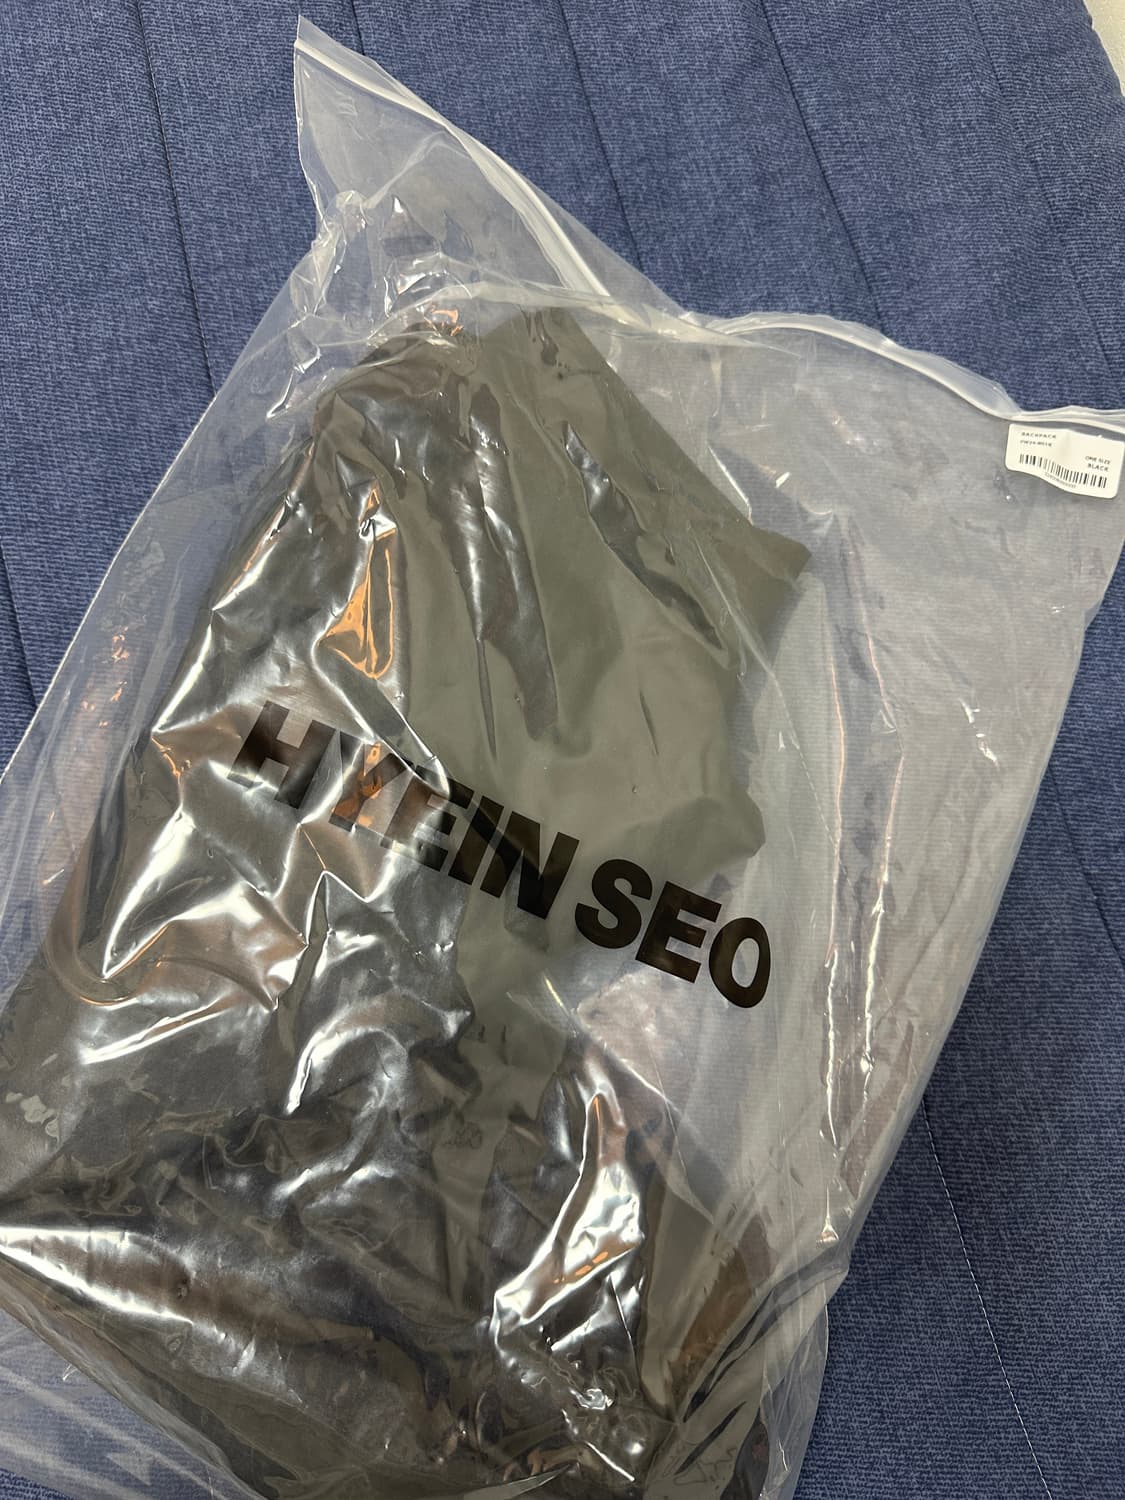 BACKPACK
ONE SIZE
BLACK
HYEIN SEO